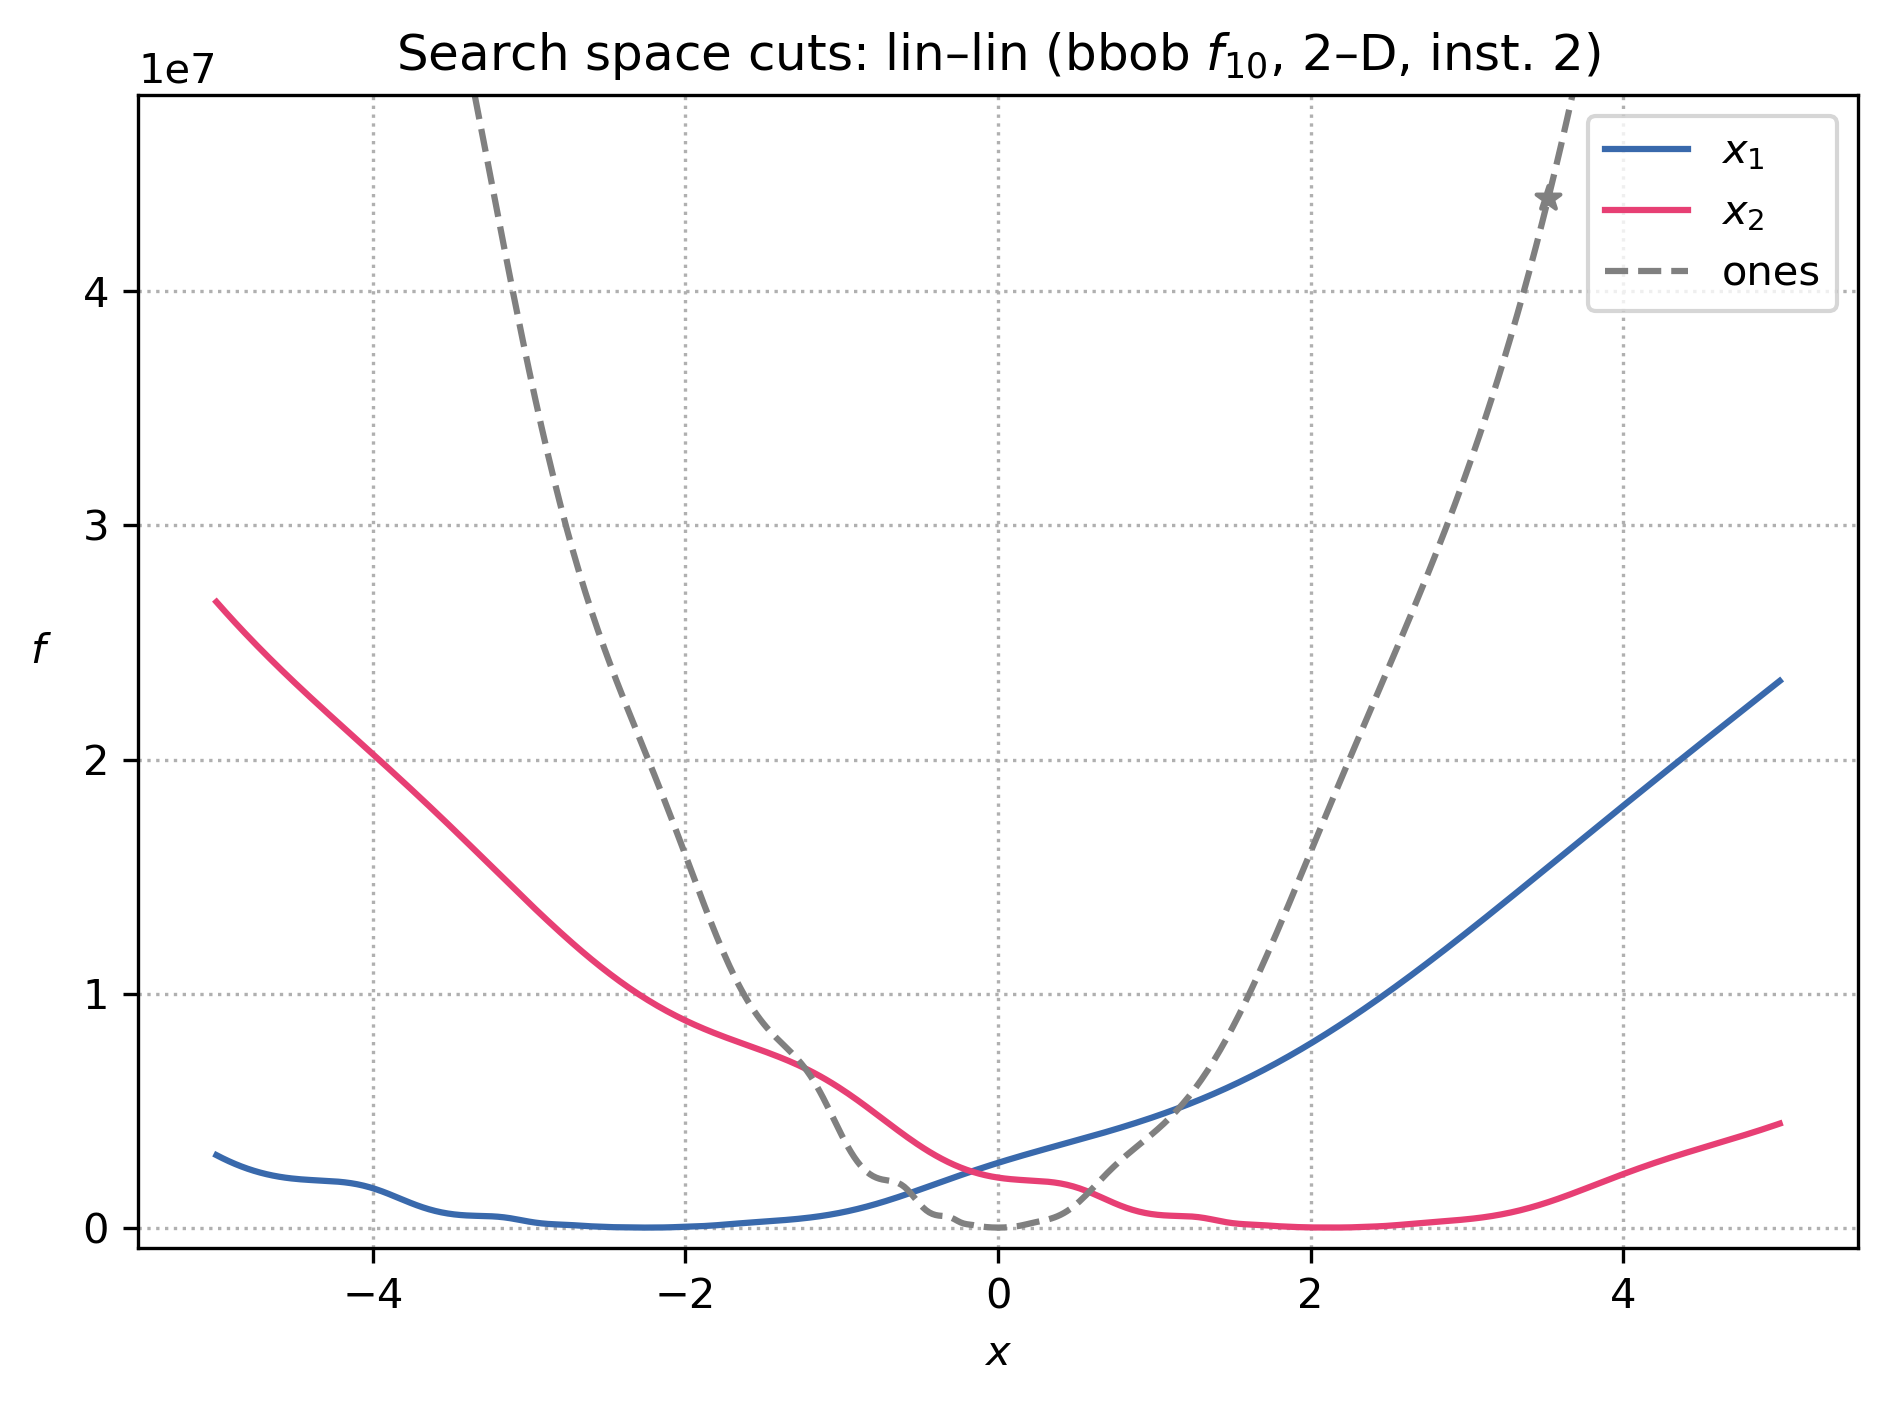 Search space cuts: lin–lin (bbob f₁₀, 2–D, inst. 2)
1e7
x₁
x₂
ones
4
3
2
1
0
f
−4 −2 0 2 4
x